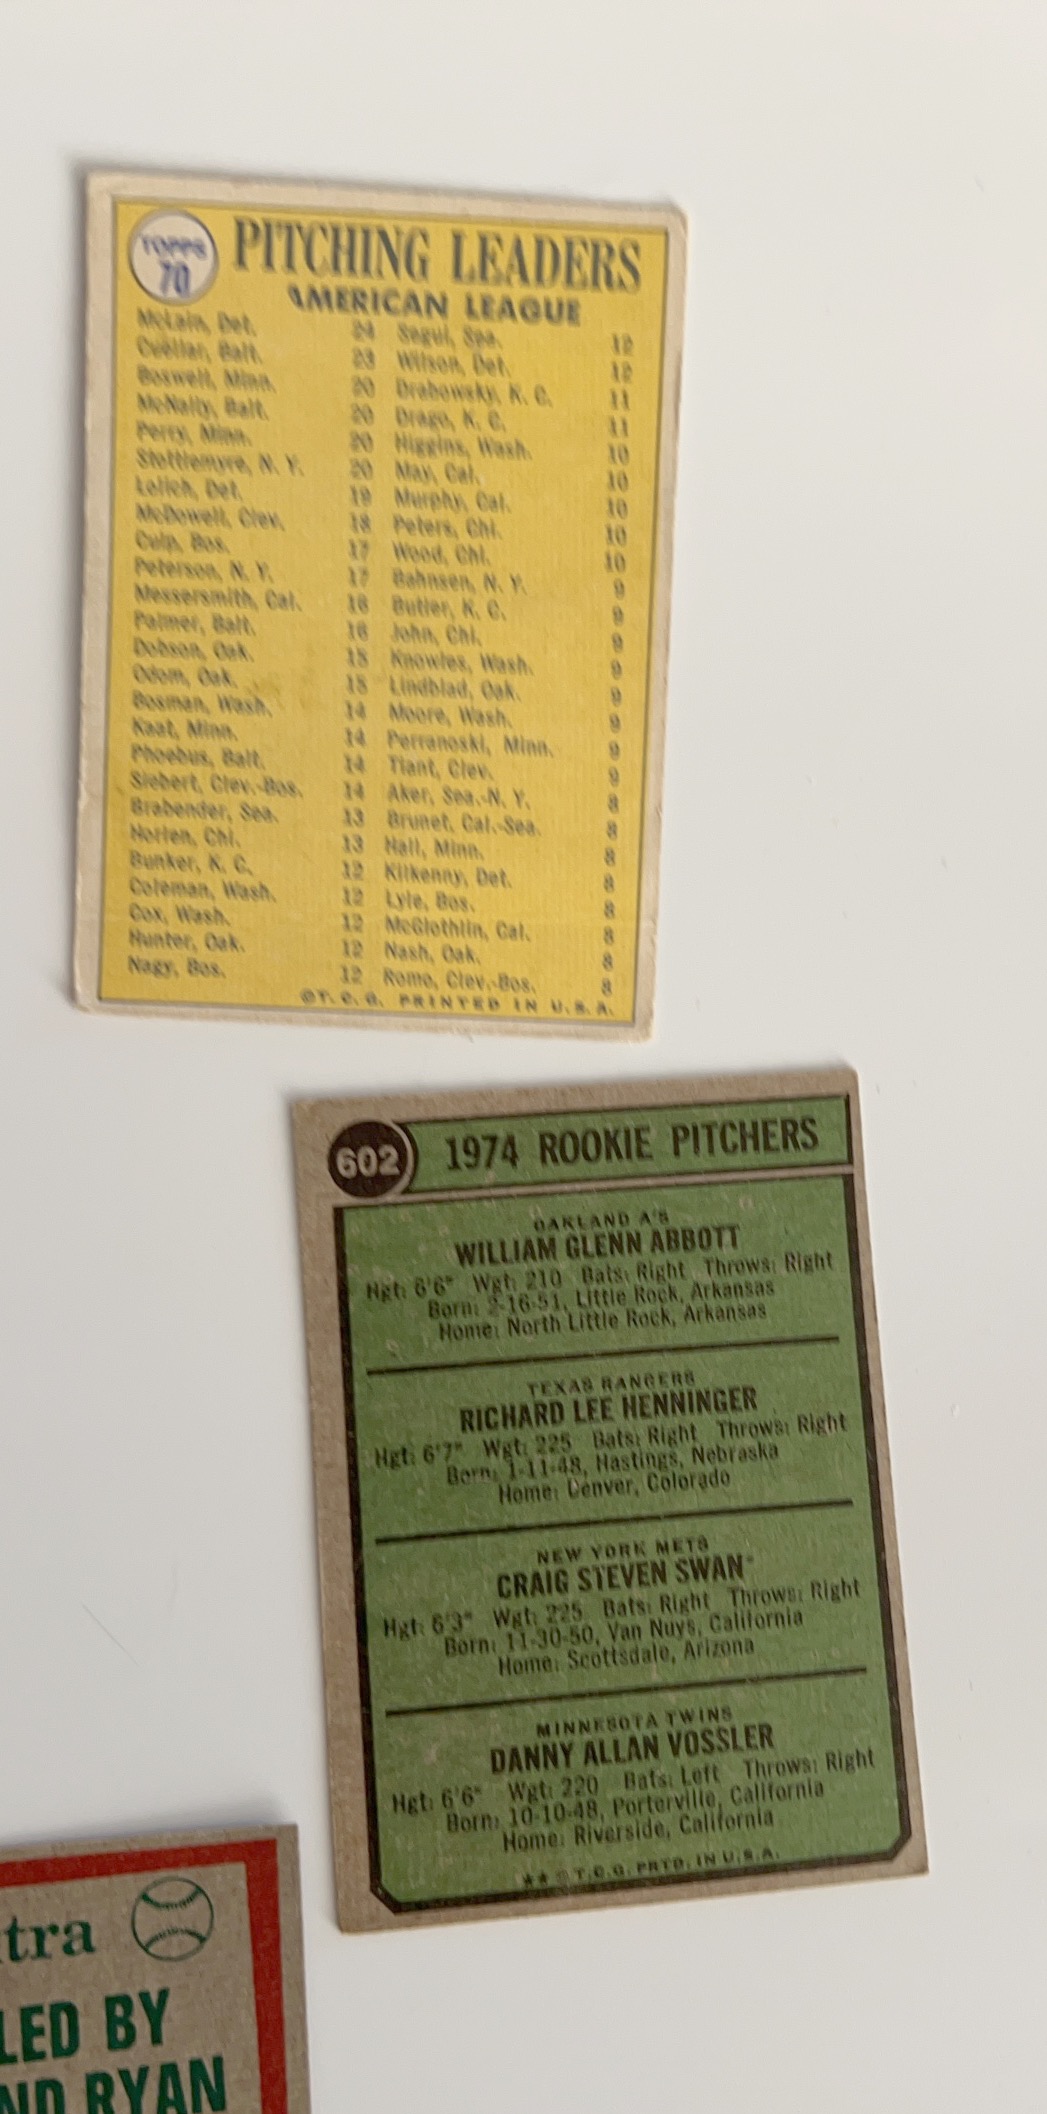 TOPPS
70
PITCHING LEADERS
AMERICAN LEAGUE
McLain, Det. 24
Cuellar, Balt. 23
Boswell, Minn. 20
McNally, Balt. 20
Perry, Minn. 20
Stottlemyre, N. Y. 20
Lolich, Det. 19
McDowell, Clev. 18
Culp, Bos. 17
Peterson, N. Y. 17
Messersmith, Cal. 16
Palmer, Balt. 16
Dobson, Oak. 15
Odom, Oak. 15
Bosman, Wash. 14
Kaat, Minn. 14
Phoebus, Balt. 14
Siebert, Clev.-Bos. 14
Brabender, Sea. 13
Horlen, Chi. 13
Bunker, K. C. 12
Coleman, Wash. 12
Cox, Wash. 12
Hunter, Oak. 12
Nagy, Bos. 12
Segui, Sea. 12
Wilson, Det. 12
Drabowsky, K. C. 11
Drago, K. C. 11
Higgins, Wash. 10
May, Cal. 10
Murphy, Cal. 10
Peters, Chi. 10
Wood, Chi. 10
Bahnsen, N. Y. 9
Butler, K. C. 9
John, Chi. 9
Knowles, Wash. 9
Lindblad, Oak. 9
Moore, Wash. 9
Perranoski, Minn. 9
Tiant, Clev. 9
Aker, Sea.-N. Y. 8
Brunet, Cal.-Sea. 8
Hall, Minn. 8
Kilkenny, Det. 8
Lyle, Bos. 8
McGlothlin, Cal. 8
Nash, Oak. 8
Romo, Clev.-Bos. 8
©T. C. G. PRINTED IN U.S.A.
602 1974 ROOKIE PITCHERS
OAKLAND A'S
WILLIAM GLENN ABBOTT
Hgt: 6'6" Wgt: 210 Bats: Right Throws: Right
Born: 2-16-51, Little Rock, Arkansas
Home: North Little Rock, Arkansas
TEXAS RANGERS
RICHARD LEE HENNINGER
Hgt: 6'7" Wgt: 225 Bats: Right Throws: Right
Born: 1-11-48, Hastings, Nebraska
Home: Denver, Colorado
NEW YORK METS
CRAIG STEVEN SWAN
Hgt: 6'3" Wgt: 225 Bats: Right Throws: Right
Born: 11-30-50, Van Nuys, California
Home: Scottsdale, Arizona
MINNESOTA TWINS
DANNY ALLAN VOSSLER
Hgt: 6'6" Wgt: 220 Bats: Left Throws: Right
Born: 10-10-48, Porterville, California
Home: Riverside, California
★★ © T.C.G. PRTD. IN U.S.A.
tra
LED BY
ND RYAN